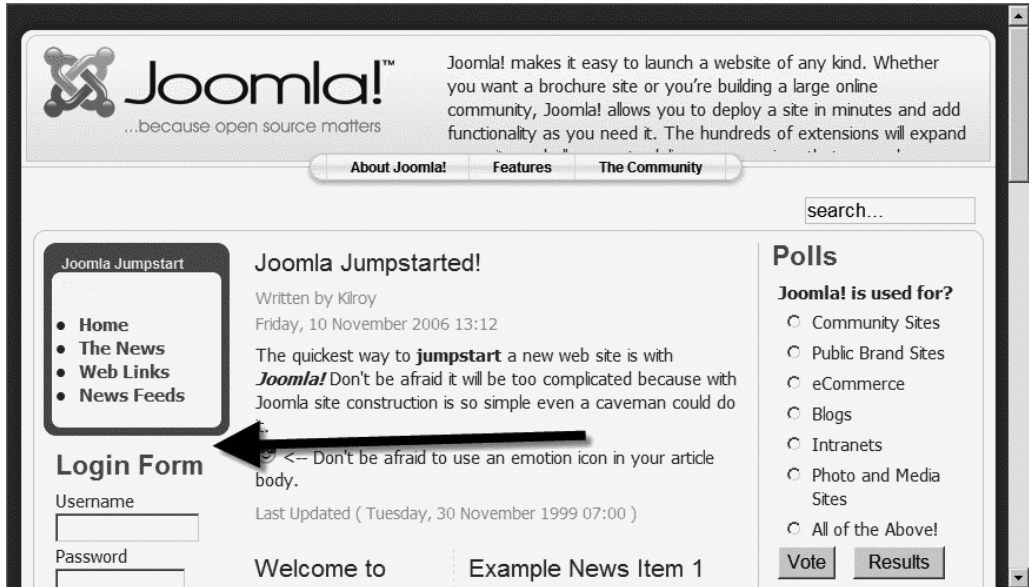 Joomla!™
...because open source matters
Joomla! makes it easy to launch a website of any kind. Whether
you want a brochure site or you're building a large online
community, Joomla! allows you to deploy a site in minutes and add
functionality as you need it. The hundreds of extensions will expand
About Joomla!
Features
The Community
search...
Joomla Jumpstart
Home
The News
Web Links
News Feeds
Login Form
Username
Password
Joomla Jumpstarted!
Written by Kilroy
Friday, 10 November 2006 13:12
The quickest way to jumpstart a new web site is with
Joomla! Don't be afraid it will be too complicated because with
Joomla site construction is so simple even a caveman could do
<-- Don't be afraid to use an emotion icon in your article
body.
Last Updated ( Tuesday, 30 November 1999 07:00 )
Welcome to
Example News Item 1
Polls
Joomla! is used for?
Community Sites
Public Brand Sites
eCommerce
Blogs
Intranets
Photo and Media
Sites
All of the Above!
Vote
Results